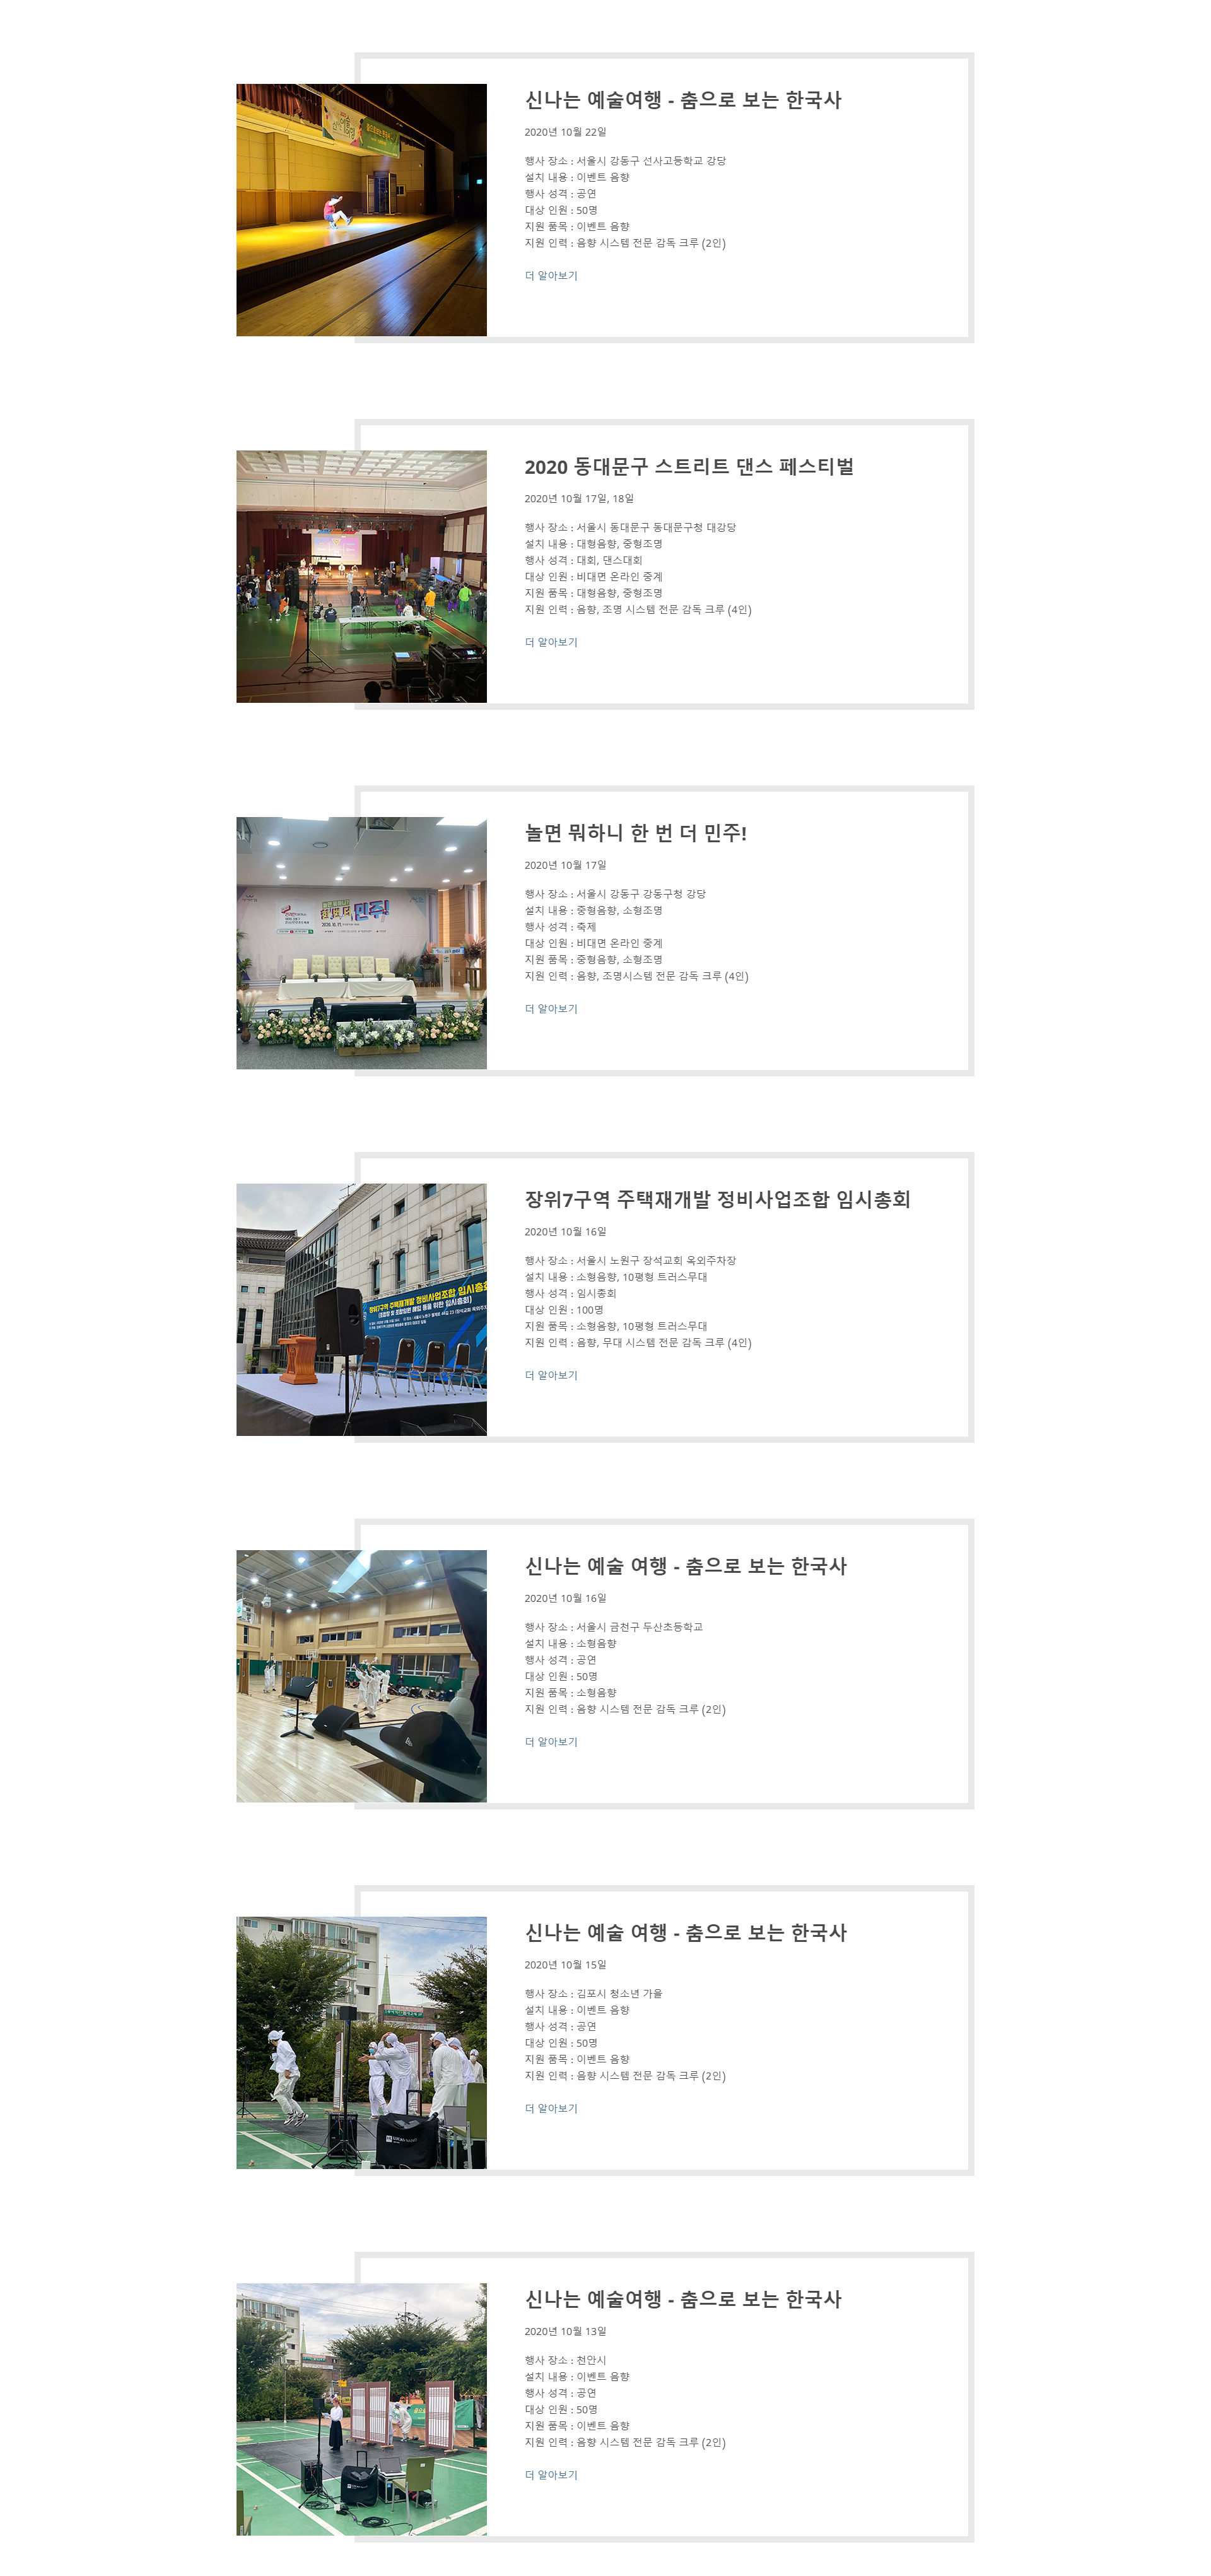 신나는 예술여행 - 춤으로 보는 한국사
2020년 10월 22일
행사 장소 : 서울시 강동구 선사고등학교 강당
설치 내용 : 이벤트 음향
행사 성격 : 공연
대상 인원 : 50명
지원 품목 : 이벤트 음향
지원 인력 : 음향 시스템 전문 감독 크루 (2인)
더 알아보기
2020 동대문구 스트리트 댄스 페스티벌
2020년 10월 17일, 18일
행사 장소 : 서울시 동대문구 동대문구청 대강당
설치 내용 : 대형음향, 중형조명
행사 성격 : 대회, 댄스대회
대상 인원 : 비대면 온라인 중계
지원 품목 : 대형음향, 중형조명
지원 인력 : 음향, 조명 시스템 전문 감독 크루 (4인)
더 알아보기
민주!
놀면 뭐하니 한 번 더 민주!
2020년 10월 17일
행사 장소 : 서울시 강동구 강동구청 강당
설치 내용 : 중형음향, 소형조명
행사 성격 : 축제
대상 인원 : 비대면 온라인 중계
지원 품목 : 중형음향, 소형조명
지원 인력 : 음향, 조명시스템 전문 감독 크루 (4인)
더 알아보기
장위7구역 주택재개발 정비사업조합 임시총회
장위7구역 주택재개발 정비사업조합 임시총회
2020년 10월 16일
행사 장소 : 서울시 노원구 장석교회 옥외주차장
설치 내용 : 소형음향, 10평형 트러스무대
행사 성격 : 임시총회
대상 인원 : 100명
지원 품목 : 소형음향, 10평형 트러스무대
지원 인력 : 음향, 무대 시스템 전문 감독 크루 (4인)
더 알아보기
신나는 예술 여행 - 춤으로 보는 한국사
2020년 10월 16일
행사 장소 : 서울시 금천구 두산초등학교
설치 내용 : 소형음향
행사 성격 : 공연
대상 인원 : 50명
지원 품목 : 소형음향
지원 인력 : 음향 시스템 전문 감독 크루 (2인)
더 알아보기
신나는 예술 여행 - 춤으로 보는 한국사
2020년 10월 15일
행사 장소 : 김포시 청소년 가울
설치 내용 : 이벤트 음향
행사 성격 : 공연
대상 인원 : 50명
지원 품목 : 이벤트 음향
지원 인력 : 음향 시스템 전문 감독 크루 (2인)
더 알아보기
신나는 예술여행 - 춤으로 보는 한국사
2020년 10월 13일
행사 장소 : 천안시
설치 내용 : 이벤트 음향
행사 성격 : 공연
대상 인원 : 50명
지원 품목 : 이벤트 음향
지원 인력 : 음향 시스템 전문 감독 크루 (2인)
더 알아보기